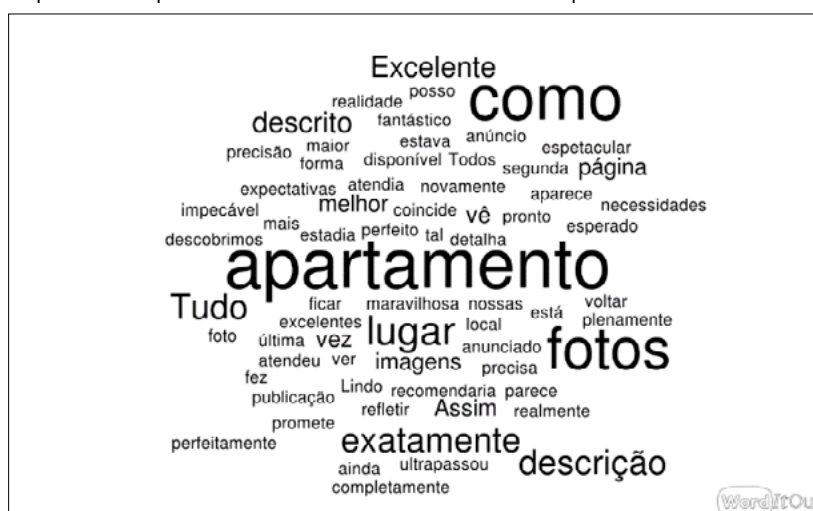 Excelente
realidade posso como
descrito fantástico
precisão maior estava anúncio espetacular
forma disponível Todos segunda página
expectativas atendia novamente aparece
impecável melhor coincide vê pronto necessidades
descobrimos mais estadia perfeito tal detalha esperado
apartamento
Tudo ficar maravilhosa nossas está voltar
foto excelentes lugar local plenamente
última vez anunciado fotos
atendeu ver imagens precisa
fez Lindo recomendaria parece
publicação refletir Assim realmente
promete
perfeitamente exatamente
ainda ultrapassou descrição
completamente
WordItOu